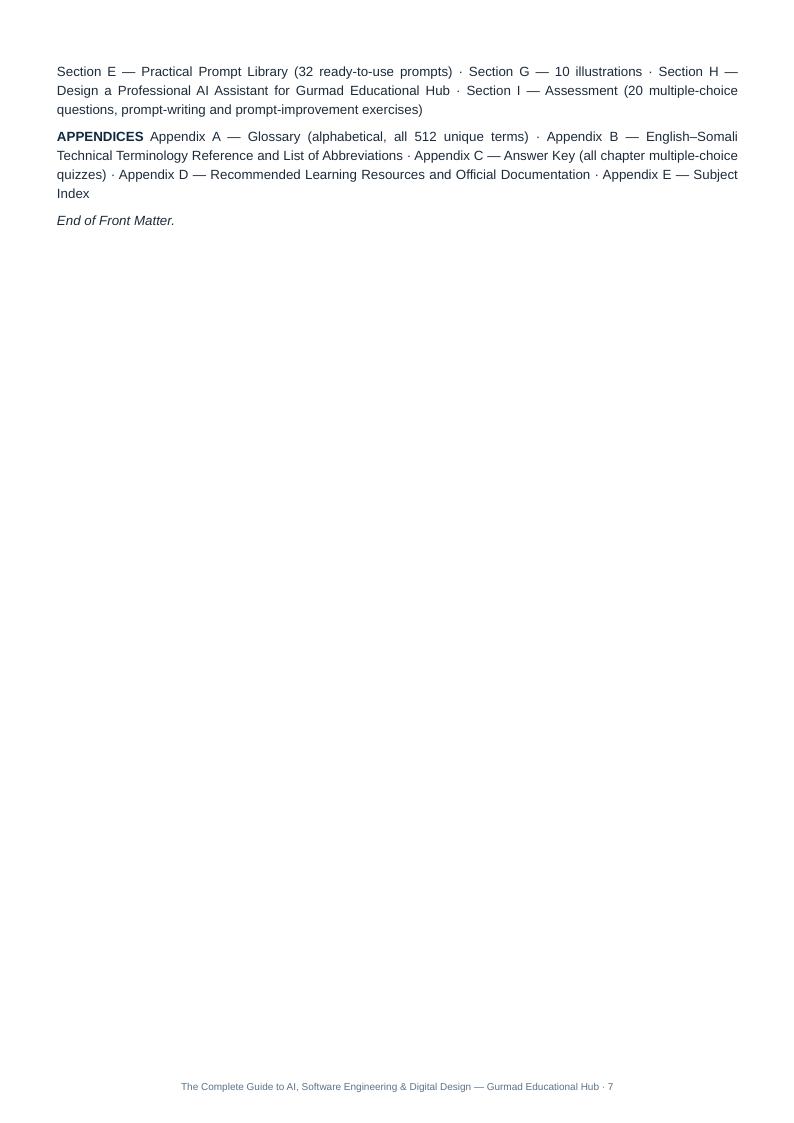 Section E — Practical Prompt Library (32 ready-to-use prompts) · Section G — 10 illustrations · Section H —
Design a Professional AI Assistant for Gurmad Educational Hub · Section I — Assessment (20 multiple-choice
questions, prompt-writing and prompt-improvement exercises)
APPENDICES Appendix A — Glossary (alphabetical, all 512 unique terms) · Appendix B — English–Somali
Technical Terminology Reference and List of Abbreviations · Appendix C — Answer Key (all chapter multiple-choice
quizzes) · Appendix D — Recommended Learning Resources and Official Documentation · Appendix E — Subject
Index
End of Front Matter.
The Complete Guide to AI, Software Engineering & Digital Design — Gurmad Educational Hub · 7